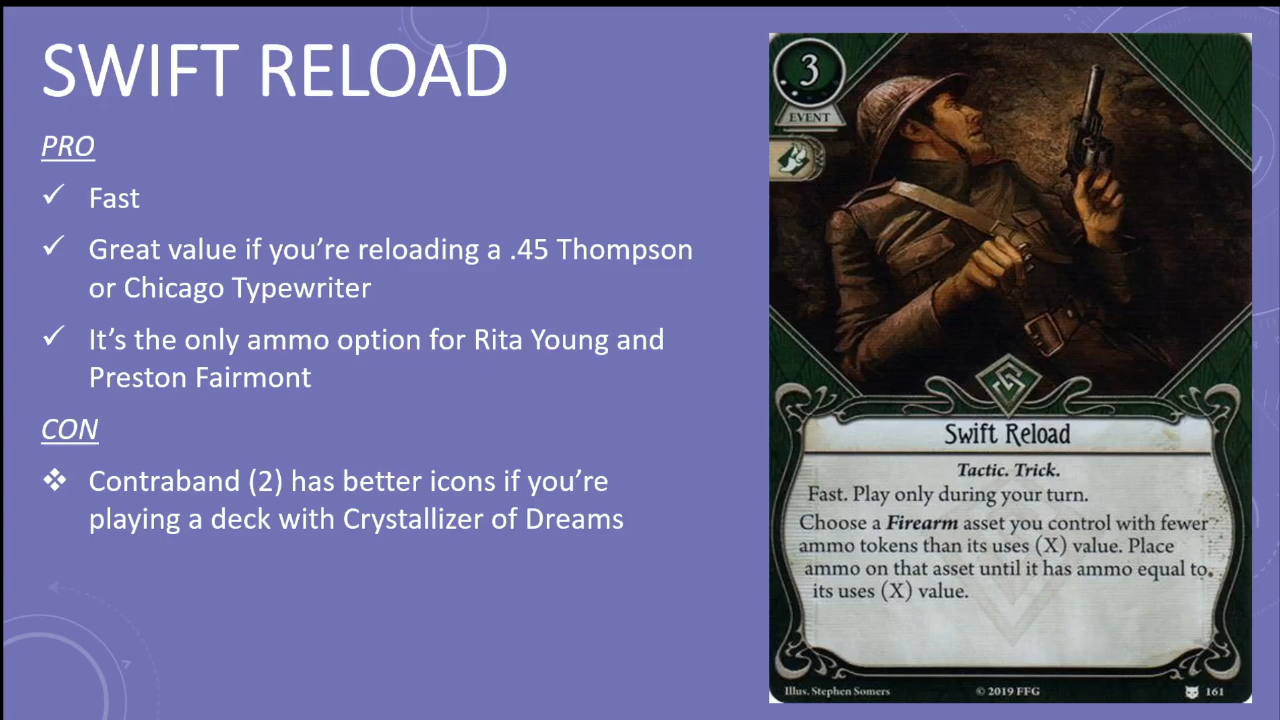 SWIFT RELOAD
PRO
✓ Fast
✓ Great value if you’re reloading a .45 Thompson
or Chicago Typewriter
✓ It’s the only ammo option for Rita Young and
Preston Fairmont
CON
❖ Contraband (2) has better icons if you’re
playing a deck with Crystallizer of Dreams
3
EVENT
Swift Reload
Tactic. Trick.
Fast. Play only during your turn.
Choose a Firearm asset you control with fewer
ammo tokens than its uses (X) value. Place
ammo on that asset until it has ammo equal to
its uses (X) value.
Illus. Stephen Somers © 2019 FFG 161